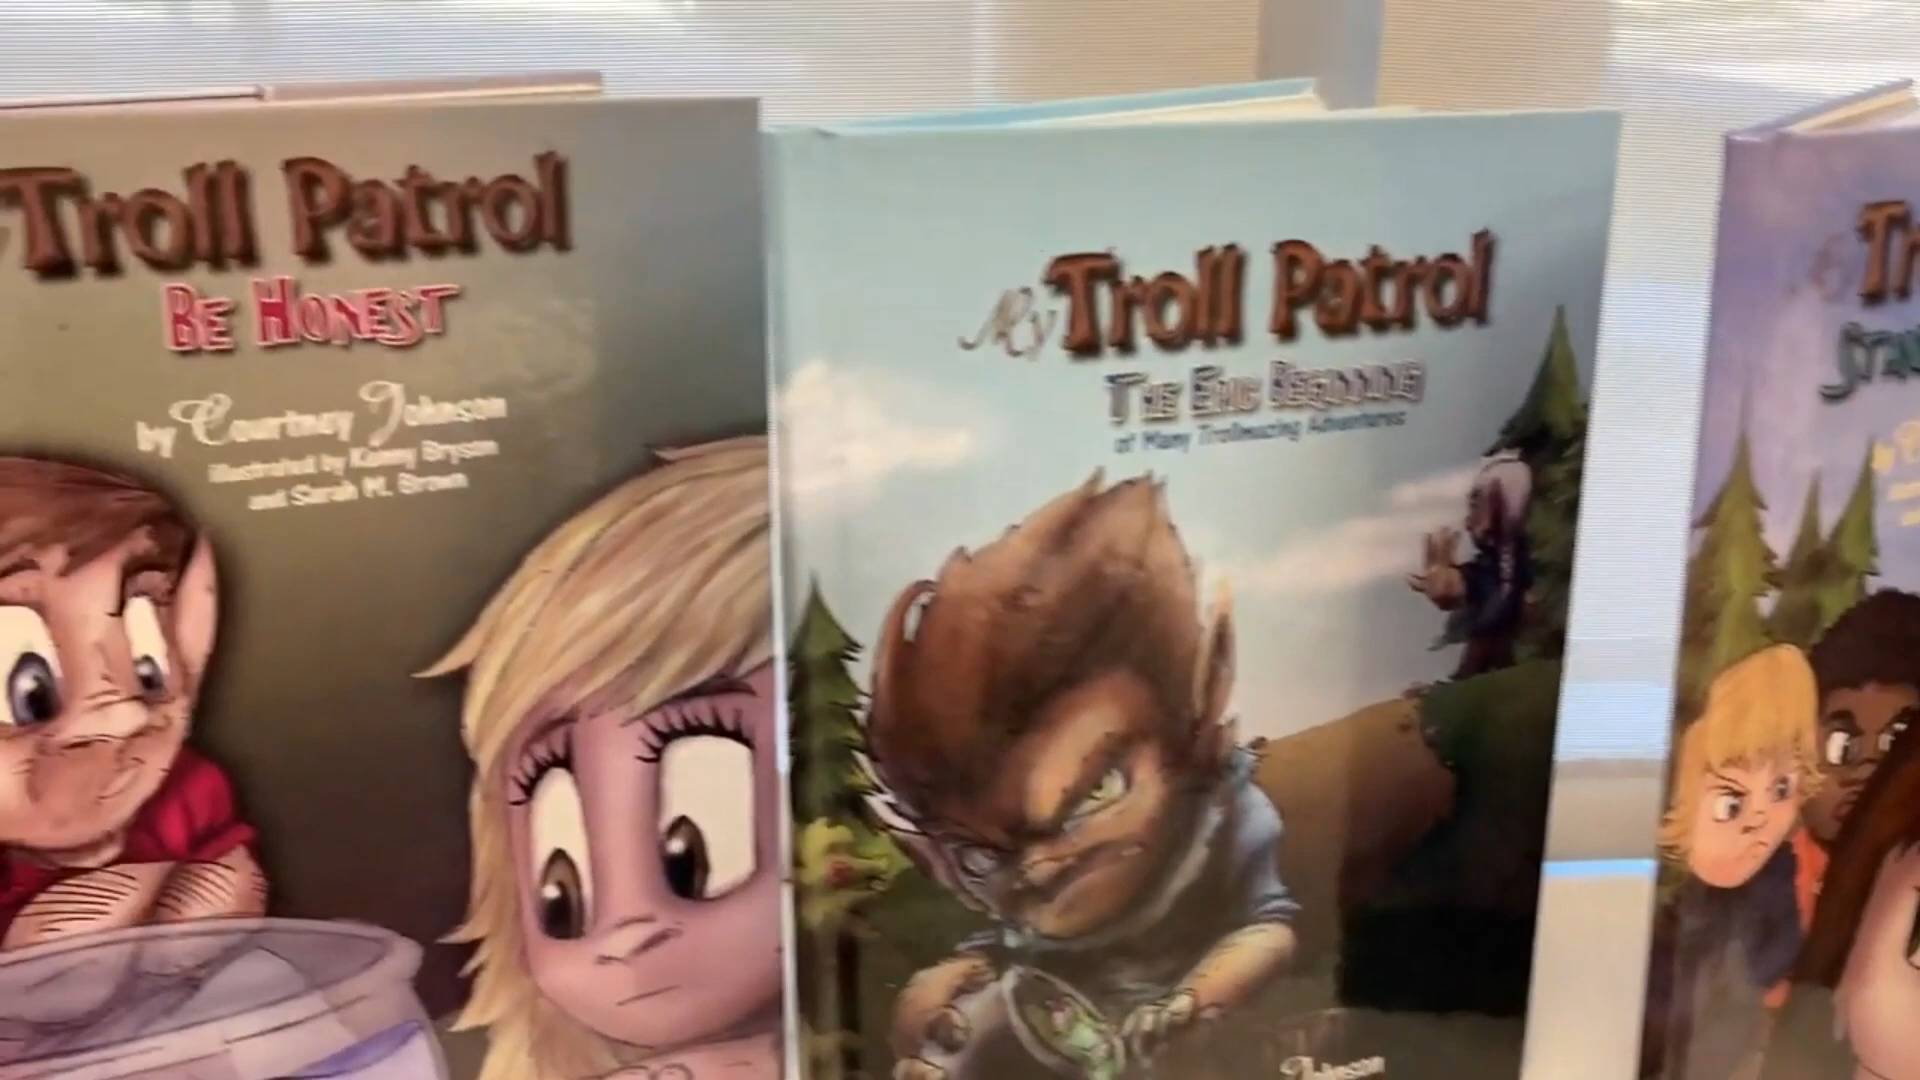 Troll Patrol
BE HONEST
by Courtney Johnson
illustrated by Kenny Bryson
and Sarah M. Brown
My Troll Patrol
THE EPIC BEGINNING
of Many Trollmazing Adventures
Johnson